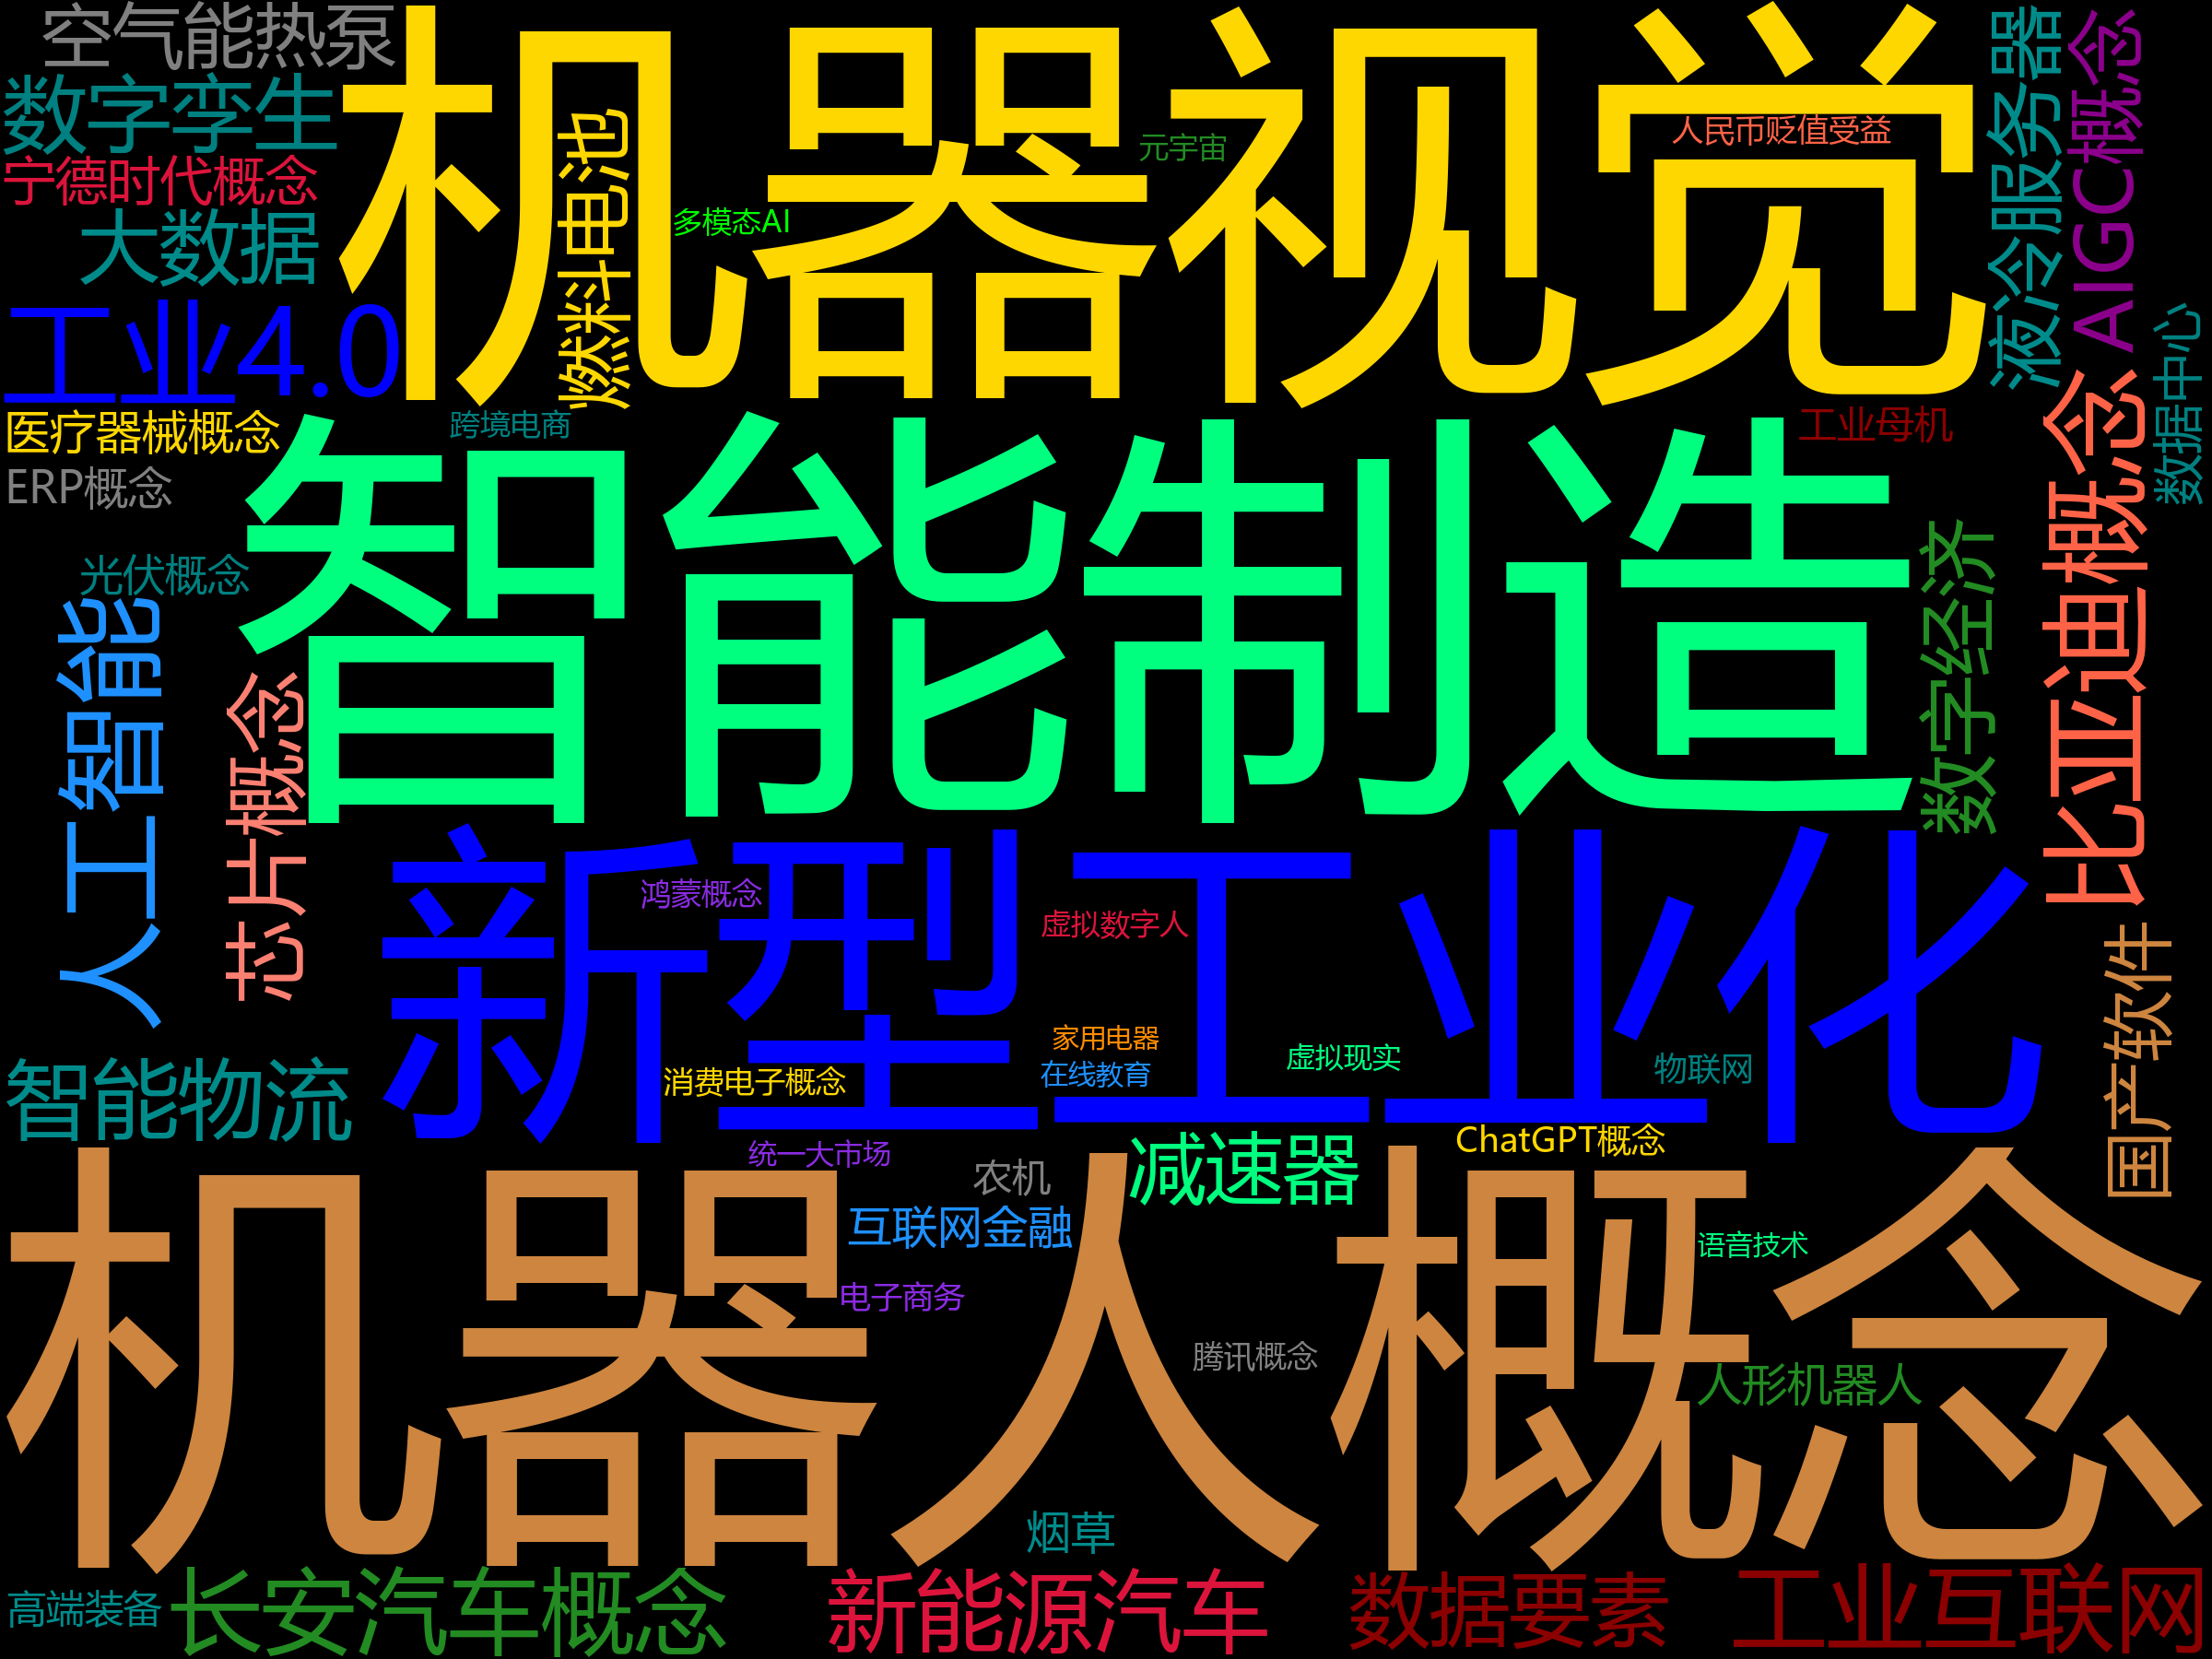 空气能热泵
数字孪生
宁德时代概念
大数据
工业4.0
医疗器械概念
ERP概念
光伏概念
人工智能
芯片概念
智能物流
机器视觉
燃料电池
多模态AI
元宇宙
人民币贬值受益
跨境电商
工业母机
液冷服务器
AIGC概念
数据中心
智能制造
数字经济
比亚迪概念
新型工业化
鸿蒙概念
虚拟数字人
家用电器
在线教育
虚拟现实
物联网
消费电子概念
国产软件
统一大市场
农机
减速器
ChatGPT概念
互联网金融
电子商务
语音技术
腾讯概念
人形机器人
机器人概念
烟草
高端装备
长安汽车概念
新能源汽车
数据要素
工业互联网